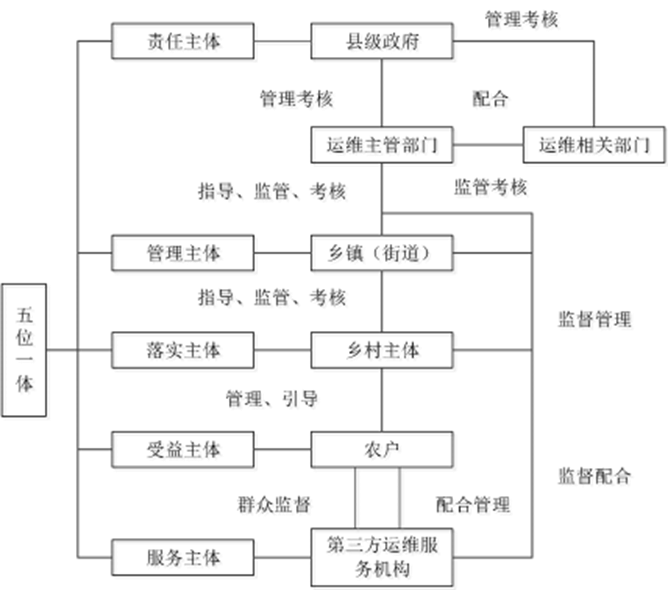 管理考核
责任主体
县级政府
管理考核
配合
运维主管部门
运维相关部门
指导、监管、考核
监管考核
管理主体
乡镇（街道）
指导、监管、考核
五位一体
监督管理
落实主体
乡村主体
管理、引导
受益主体
农户
监督配合
群众监督
配合管理
服务主体
第三方运维服
务机构